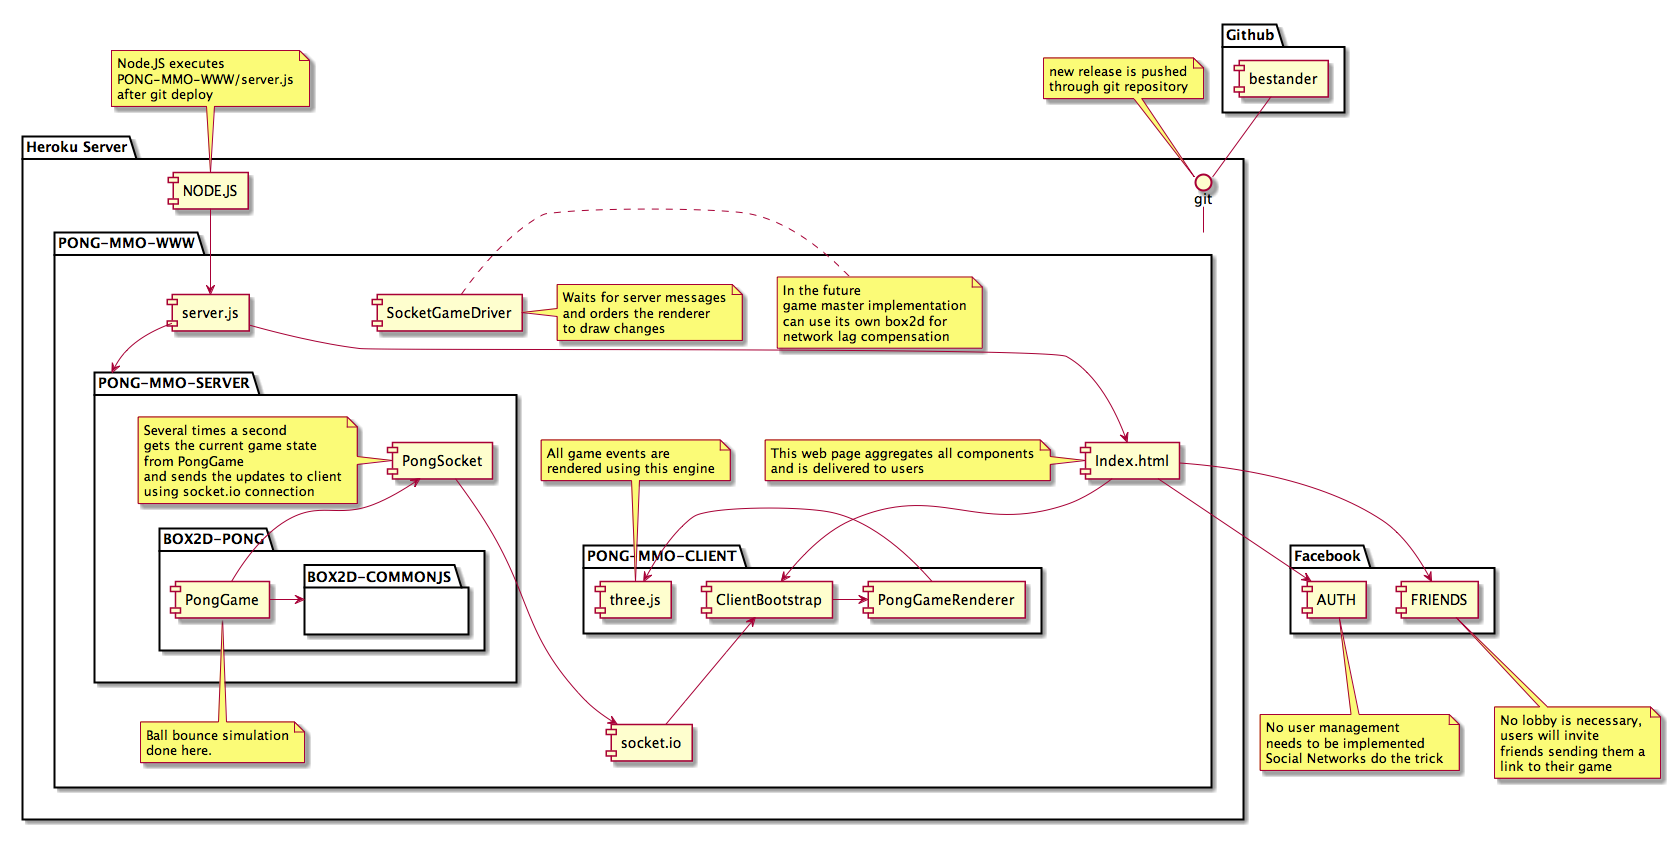 Github
bestander
Node.JS executes
PONG-MMO-WWW/server.js
after git deploy
new release is pushed
through git repository
Heroku Server
NODE.JS
git
PONG-MMO-WWW
server.js
SocketGameDriver
Waits for server messages
and orders the renderer
to draw changes
In the future
game master implementation
can use its own box2d for
network lag compensation
PONG-MMO-SERVER
Several times a second
gets the current game state
from PongGame
and sends the updates to client
using socket.io connection
PongSocket
All game events are
rendered using this engine
This web page aggregates all components
and is delivered to users
Index.html
BOX2D-PONG
PongGame
BOX2D-COMMONJS
PONG-MMO-CLIENT
three.js
ClientBootstrap
PongGameRenderer
Facebook
AUTH
FRIENDS
Ball bounce simulation
done here.
socket.io
No user management
needs to be implemented
Social Networks do the trick
No lobby is necessary,
users will invite
friends sending them a
link to their game